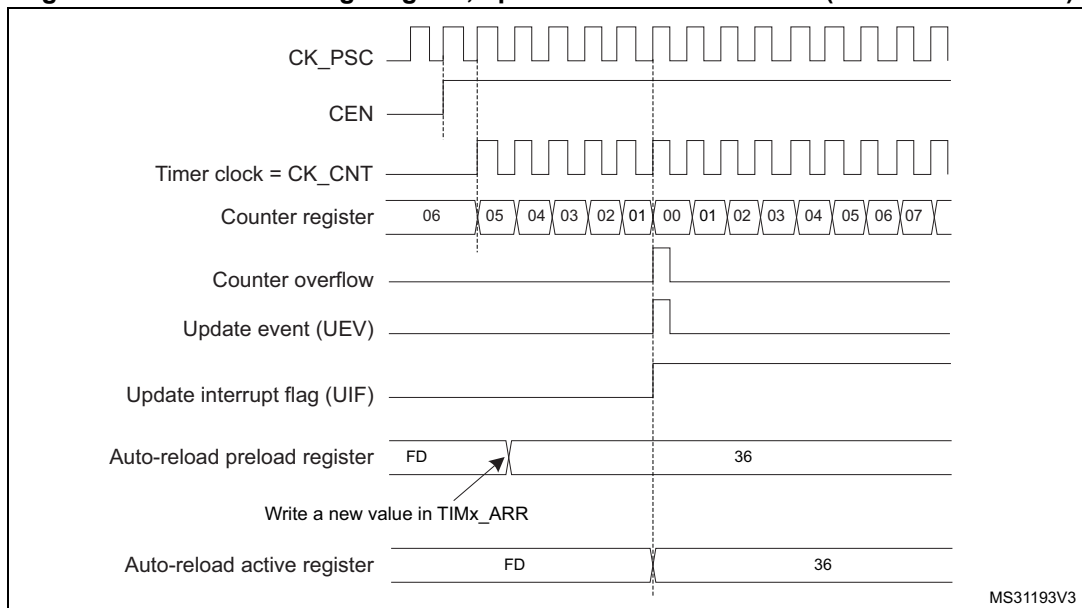 CK_PSC
CEN
Timer clock = CK_CNT
Counter register 06 05 04 03 02 01 00 01 02 03 04 05 06 07
Counter overflow
Update event (UEV)
Update interrupt flag (UIF)
Auto-reload preload register FD 36
Write a new value in TIMx_ARR
Auto-reload active register FD 36
MS31193V3